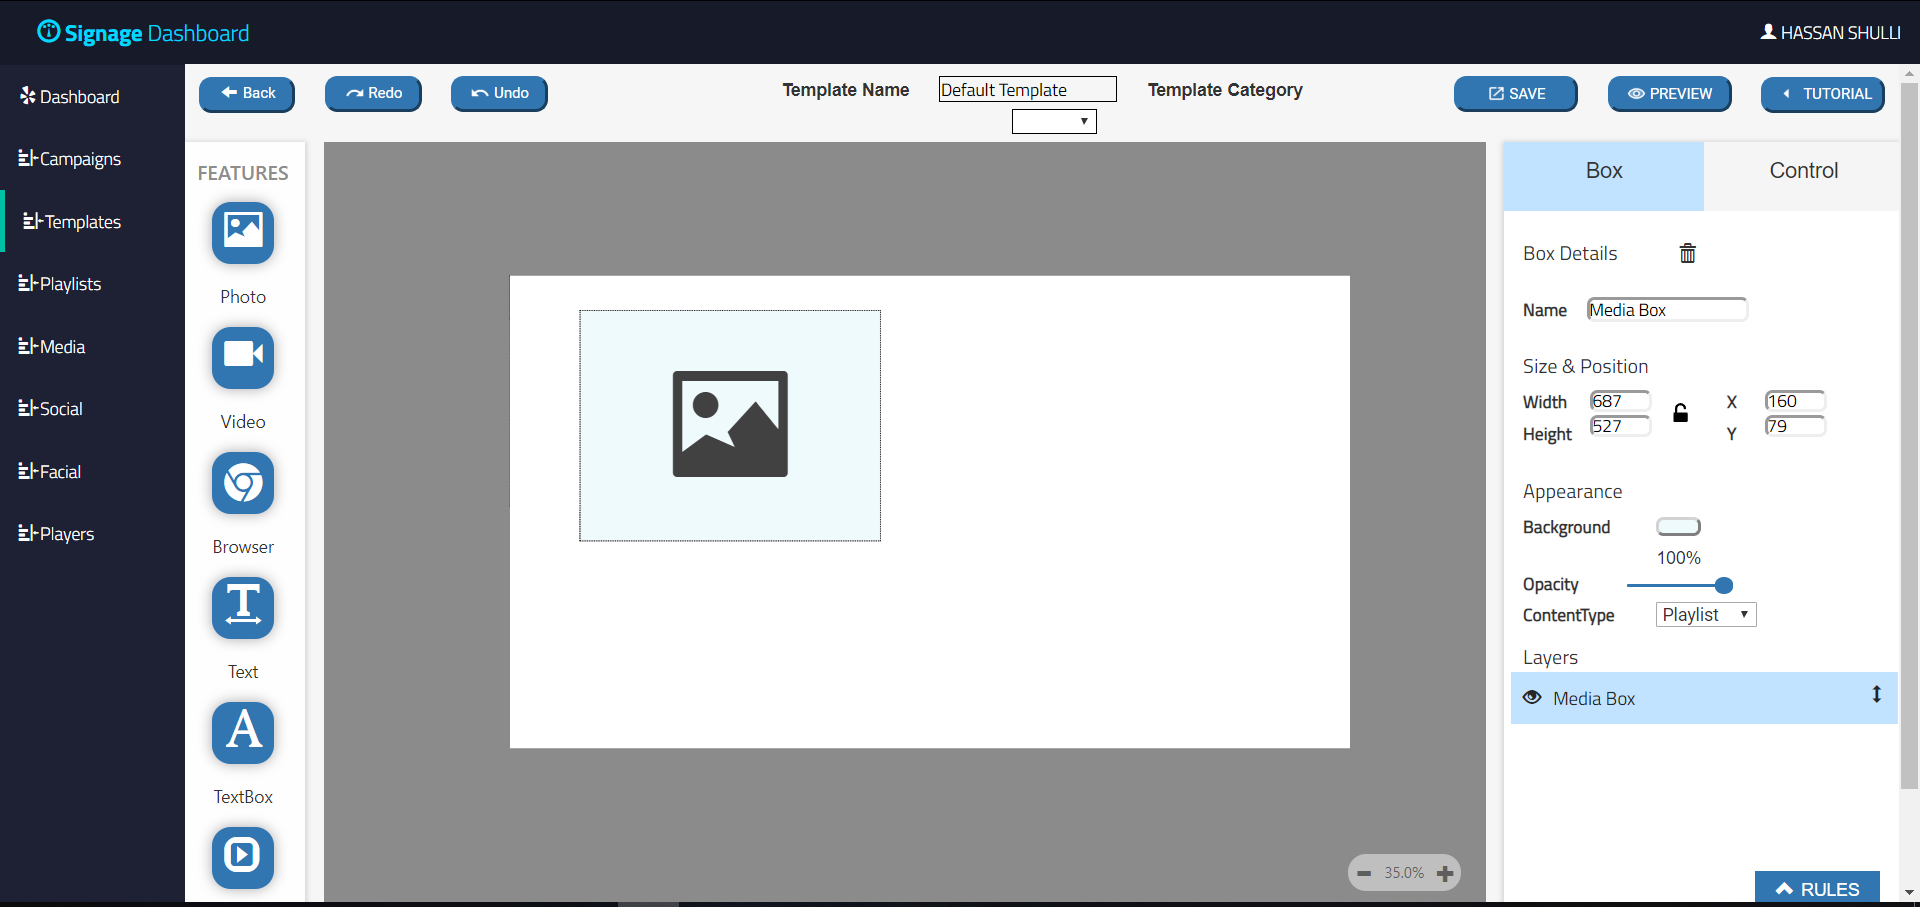 Signage Dashboard
HASSAN SHULLI
Dashboard
Campaigns
Templates
Playlists
Media
Social
Facial
Players
Back
Redo
Undo
Template Name
Default Template
Template Category
SAVE
PREVIEW
TUTORIAL
FEATURES
Photo
Video
Browser
Text
TextBox
35.0%
Box
Control
Box Details
Name Media Box
Size & Position
Width 687 X 160
Height 527 Y 79
Appearance
Background
100%
Opacity
ContentType Playlist
Layers
Media Box
RULES